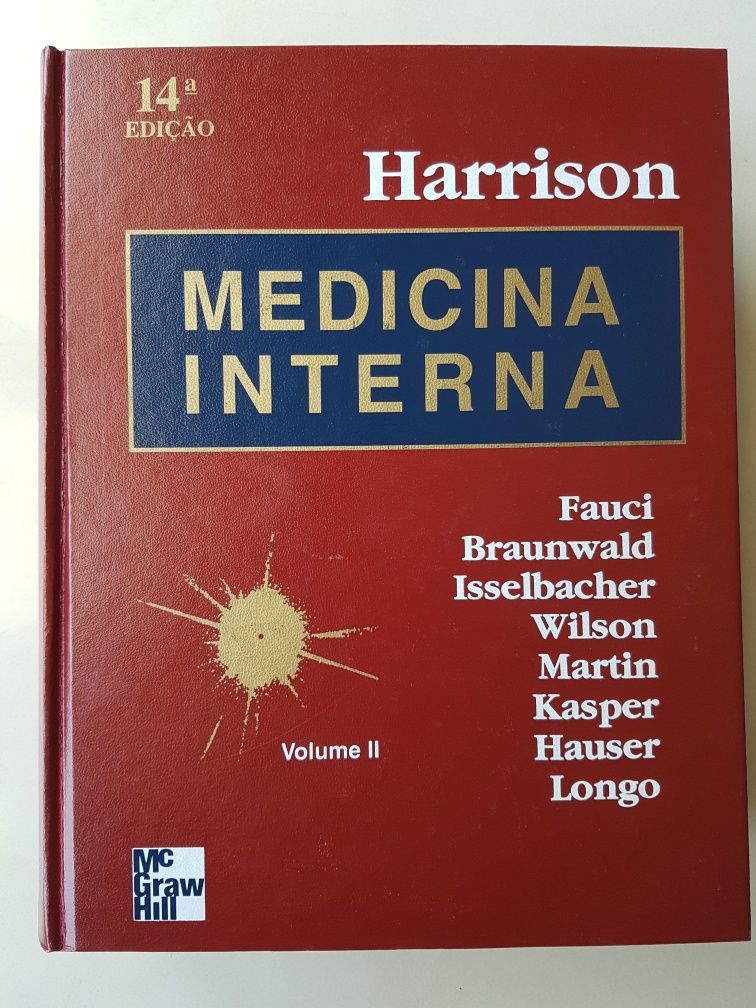 14ª
EDIÇÃO
Harrison
MEDICINA
INTERNA
Fauci
Braunwald
Isselbacher
Wilson
Martin
Kasper
Hauser
Longo
Volume II
Mc
Graw
Hill